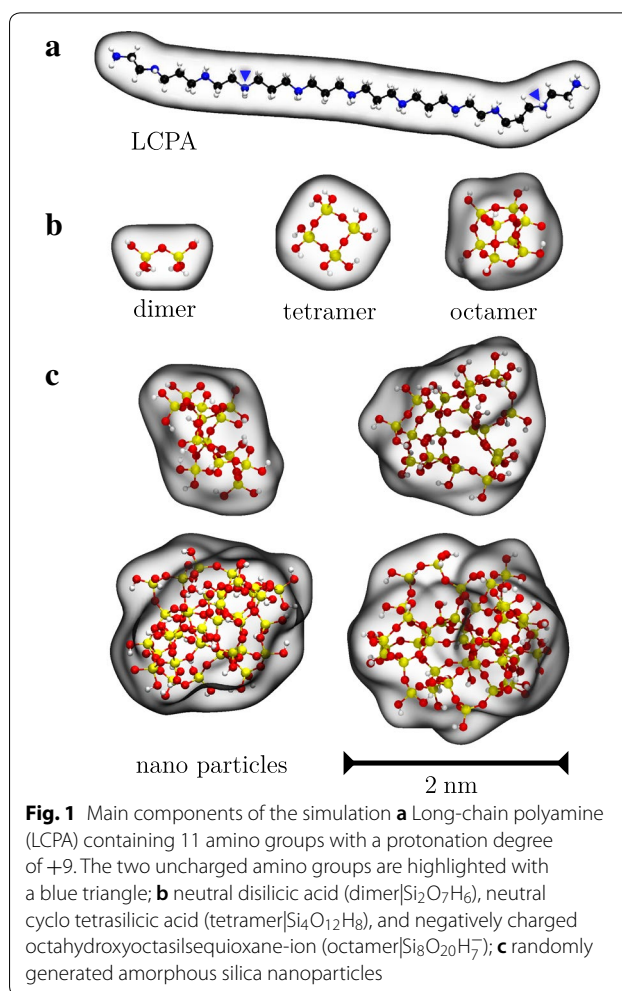 a
LCPA
b
dimer
tetramer
octamer
c
nano particles
2 nm
Fig. 1 Main components of the simulation a Long-chain polyamine
(LCPA) containing 11 amino groups with a protonation degree
of +9. The two uncharged amino groups are highlighted with
a blue triangle; b neutral disilicic acid (dimer|Si₂O₇H₆), neutral
cyclo tetrasilicic acid (tetramer|Si₄O₁₂H₈), and negatively charged
octahydroxyoctasilsequioxane-ion (octamer|Si₈O₂₀H₇⁻); c randomly
generated amorphous silica nanoparticles